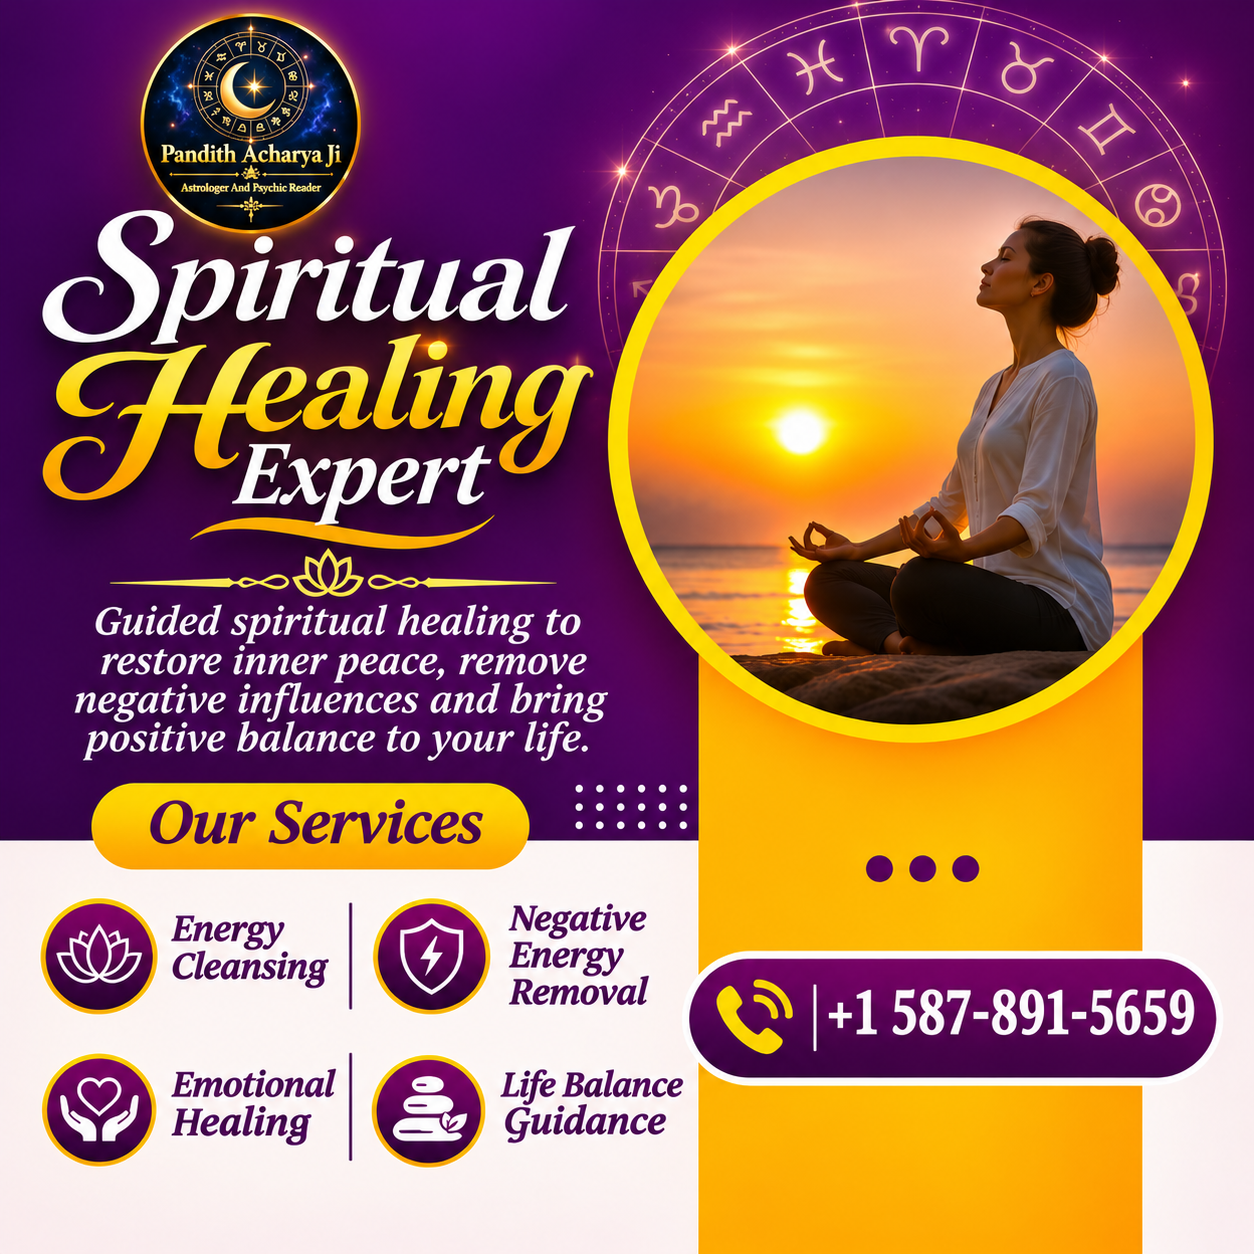 Pandith Acharya Ji
Astrologer And Psychic Reader
Spiritual
Healing
Expert
Guided spiritual healing to
restore inner peace, remove
negative influences and bring
positive balance to your life.
Our Services
Energy
Cleansing
Negative
Energy
Removal
Emotional
Healing
Life Balance
Guidance
+1 587-891-5659